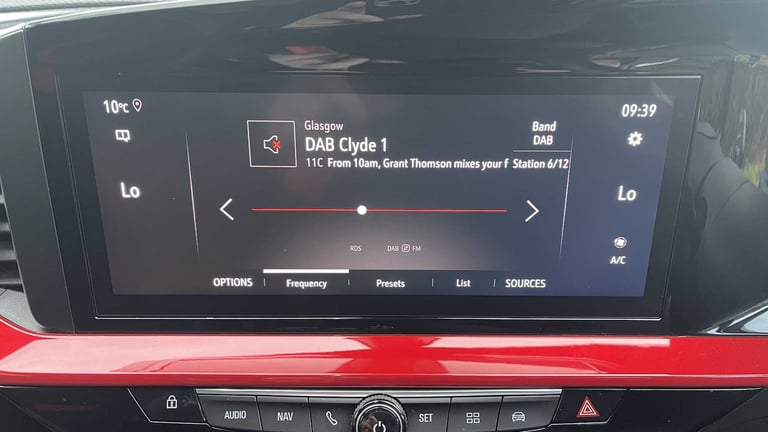 10°C
09:39
Glasgow
DAB Clyde 1
11C From 10am, Grant Thomson mixes your f
Band
DAB
Station 6/12
Lo
Lo
A/C
RDS
DAB FM
OPTIONS
Frequency
Presets
List
SOURCES
AUDIO
NAV
SET